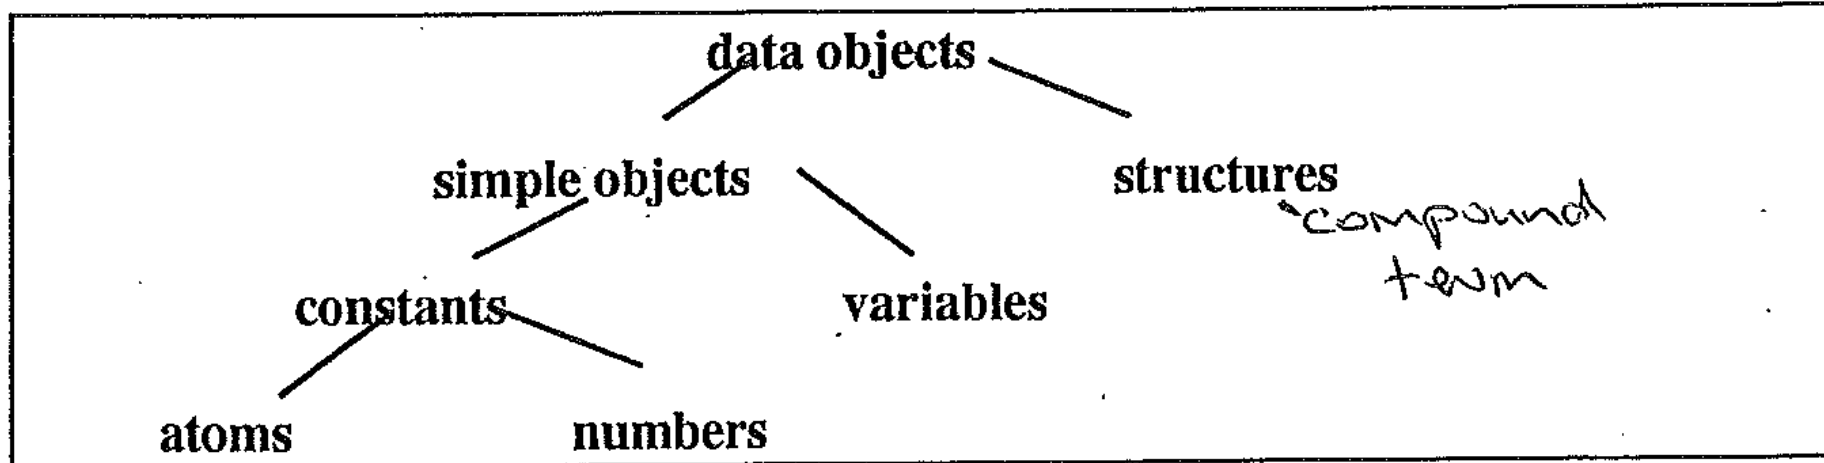 data objects
simple objects
structures
compound
term
constants
variables
atoms
numbers